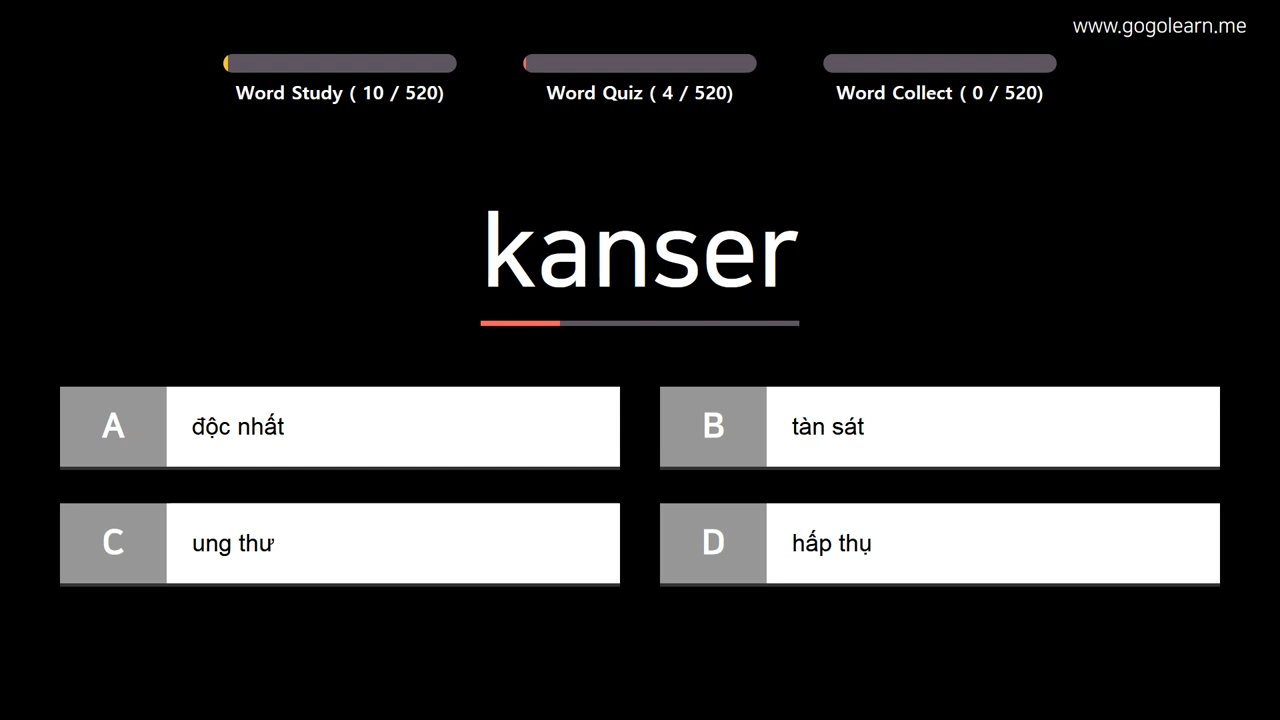 www.gogolearn.me
Word Study ( 10 / 520)
Word Quiz ( 4 / 520)
Word Collect ( 0 / 520)
kanser
A độc nhất
B tàn sát
C ung thư
D hấp thụ